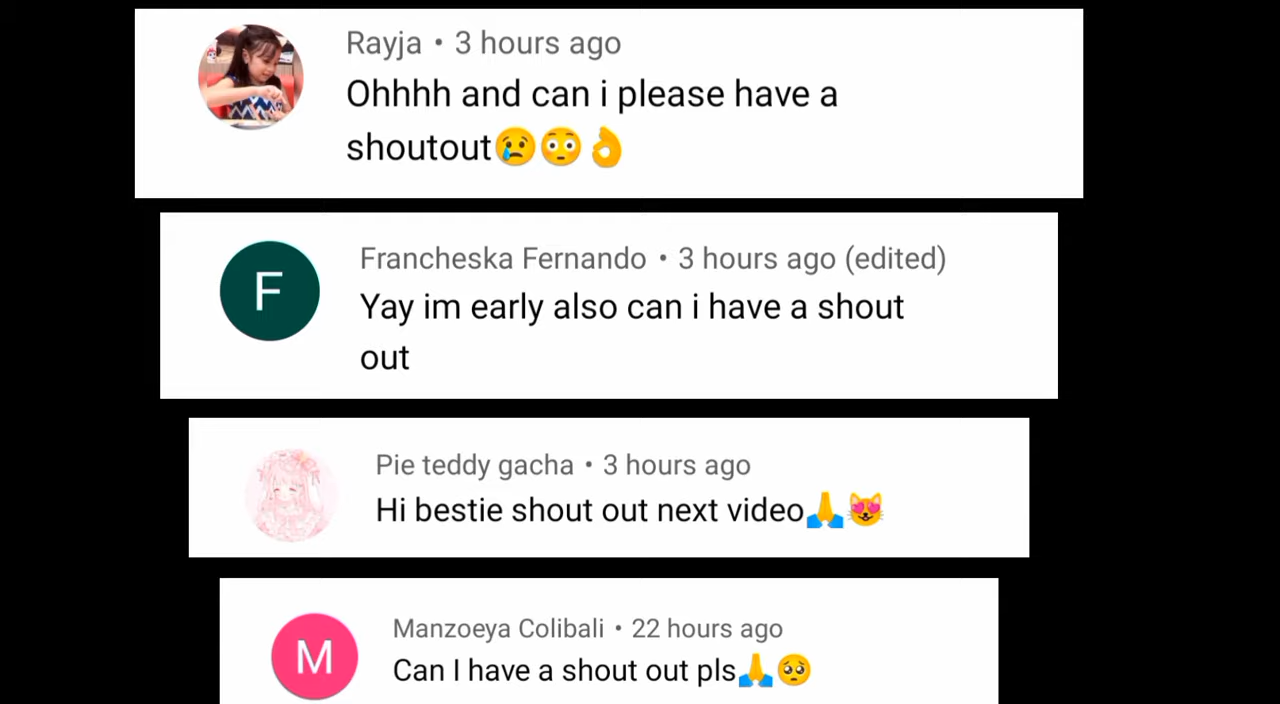 Rayja • 3 hours ago
Ohhhh and can i please have a
shoutout😢😳👌
F
Francheska Fernando • 3 hours ago (edited)
Yay im early also can i have a shout
out
Pie teddy gacha • 3 hours ago
Hi bestie shout out next video🙏😻
M
Manzoeya Colibali • 22 hours ago
Can I have a shout out pls🙏🥺